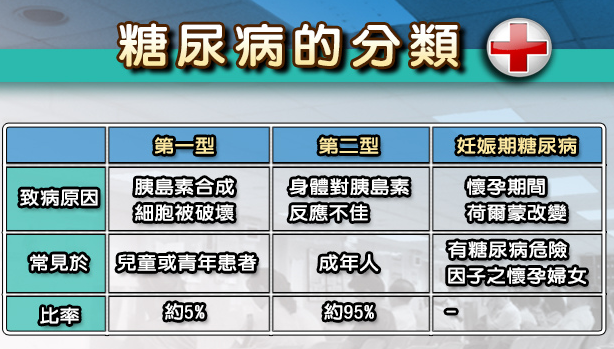 糖尿病的分類
第一型 第二型 妊娠期糖尿病
致病原因 胰島素合成 身體對胰島素 懷孕期間
細胞被破壞 反應不佳 荷爾蒙改變
常見於 兒童或青年患者 成年人 有糖尿病危險
因子之懷孕婦女
比率 約5% 約95% –